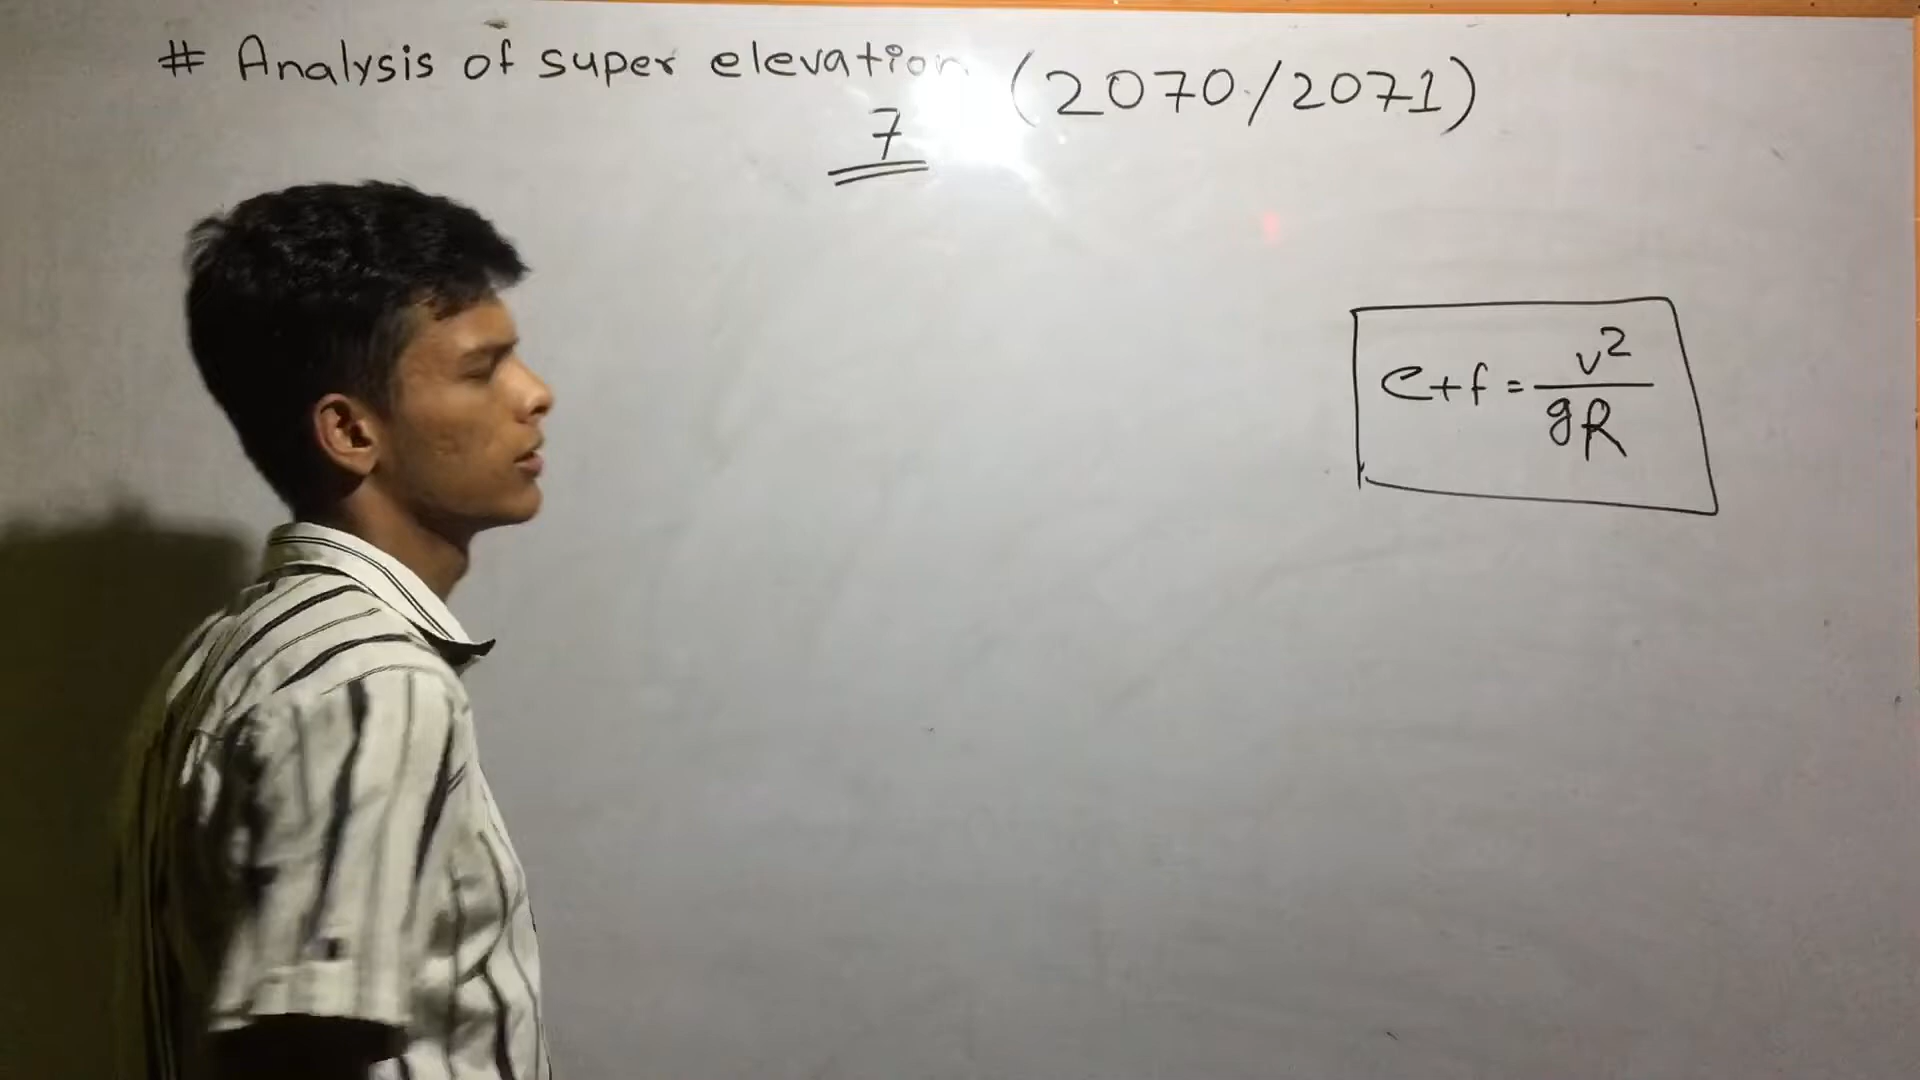 # Analysis of super elevation (2070/2071)
7
e+f = v²/gR